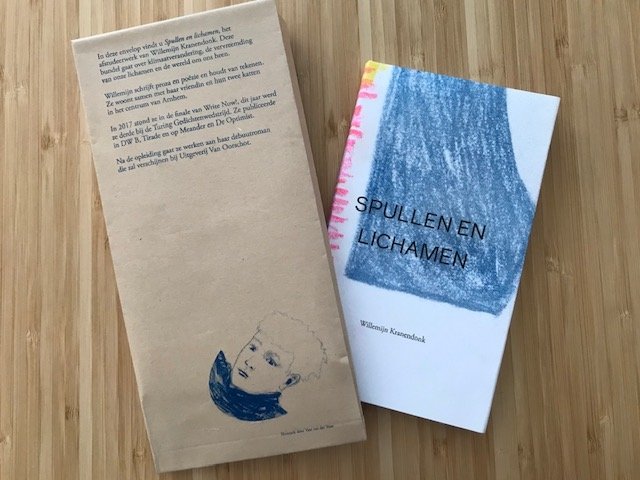 In deze envelop vindt u Spullen en lichamen, het
afstudeerwerk van Willemijn Kranendonk. Deze
bundel gaat over klimaatverandering, de vervreemding
van onze lichamen en de wereld om ons heen.
Willemijn schrijft proza en poëzie en houdt van tekenen.
Ze woont samen met haar vriendin en hun twee katten
in het centrum van Arnhem.
In 2017 stond ze in de finale van Write Now!, dit jaar werd
ze derde bij de Turing Gedichtenwedstrijd. Ze publiceerde
in DW B, Tirade en op Meander en De Optimist.
Na de opleiding gaat ze werken aan haar debuutroman
die zal verschijnen bij Uitgeverij Van Oorschot.
SPULLEN EN
LICHAMEN
Willemijn Kranendonk